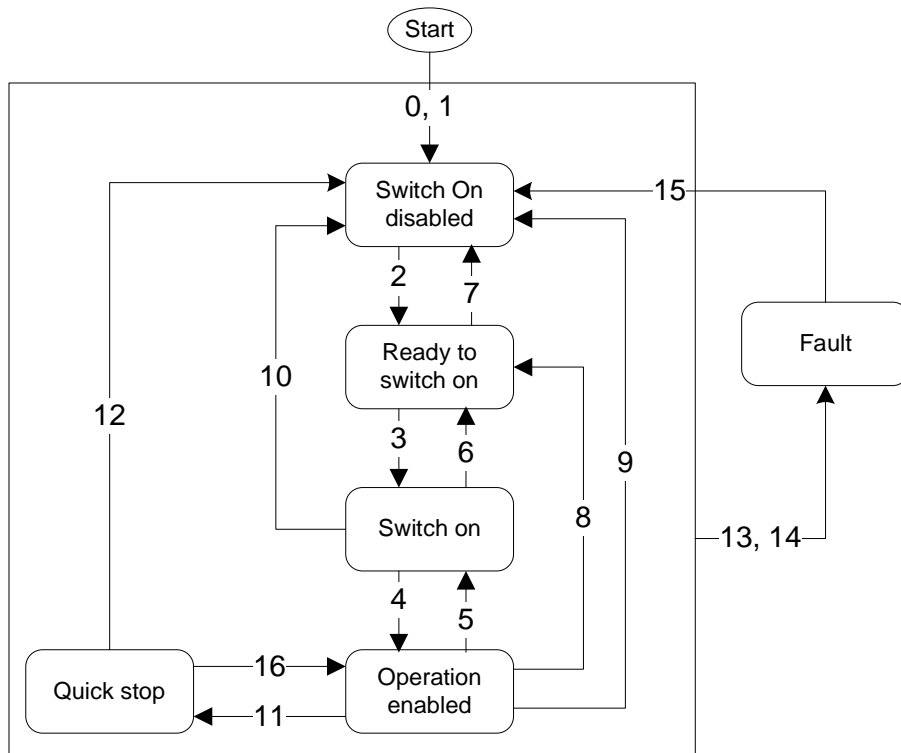 Start
0, 1
Switch On
disabled
15
2
7
Ready to
switch on
Fault
10
12
3
6
9
8
Switch on
13, 14
4
5
16
Operation
enabled
Quick stop
11